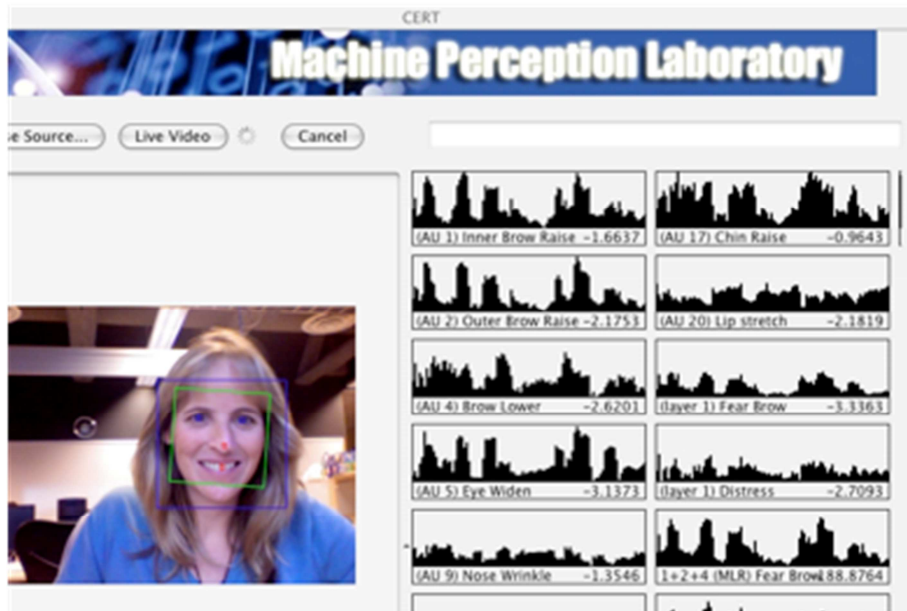 CERT
Machine Perception Laboratory
se Source...
Live Video
Cancel
(AU 1) Inner Brow Raise -1.6637
(AU 17) Chin Raise -0.9643
(AU 2) Outer Brow Raise -2.1753
(AU 20) Lip stretch -2.1819
(AU 4) Brow Lower -2.6201
(layer 1) Fear Brow -3.3363
(AU 5) Eye Widen -3.1373
(layer 1) Distress -2.7093
(AU 9) Nose Wrinkle -1.3546
1+2+4 (MLR) Fear Brow 88.8764